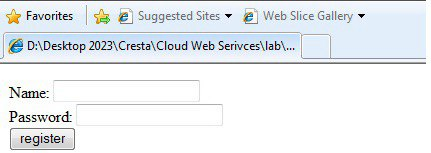 Favorites Suggested Sites Web Slice Gallery
D:\Desktop 2023\Cresta\Cloud Web Serivces\lab\...
Name:
Password:
register